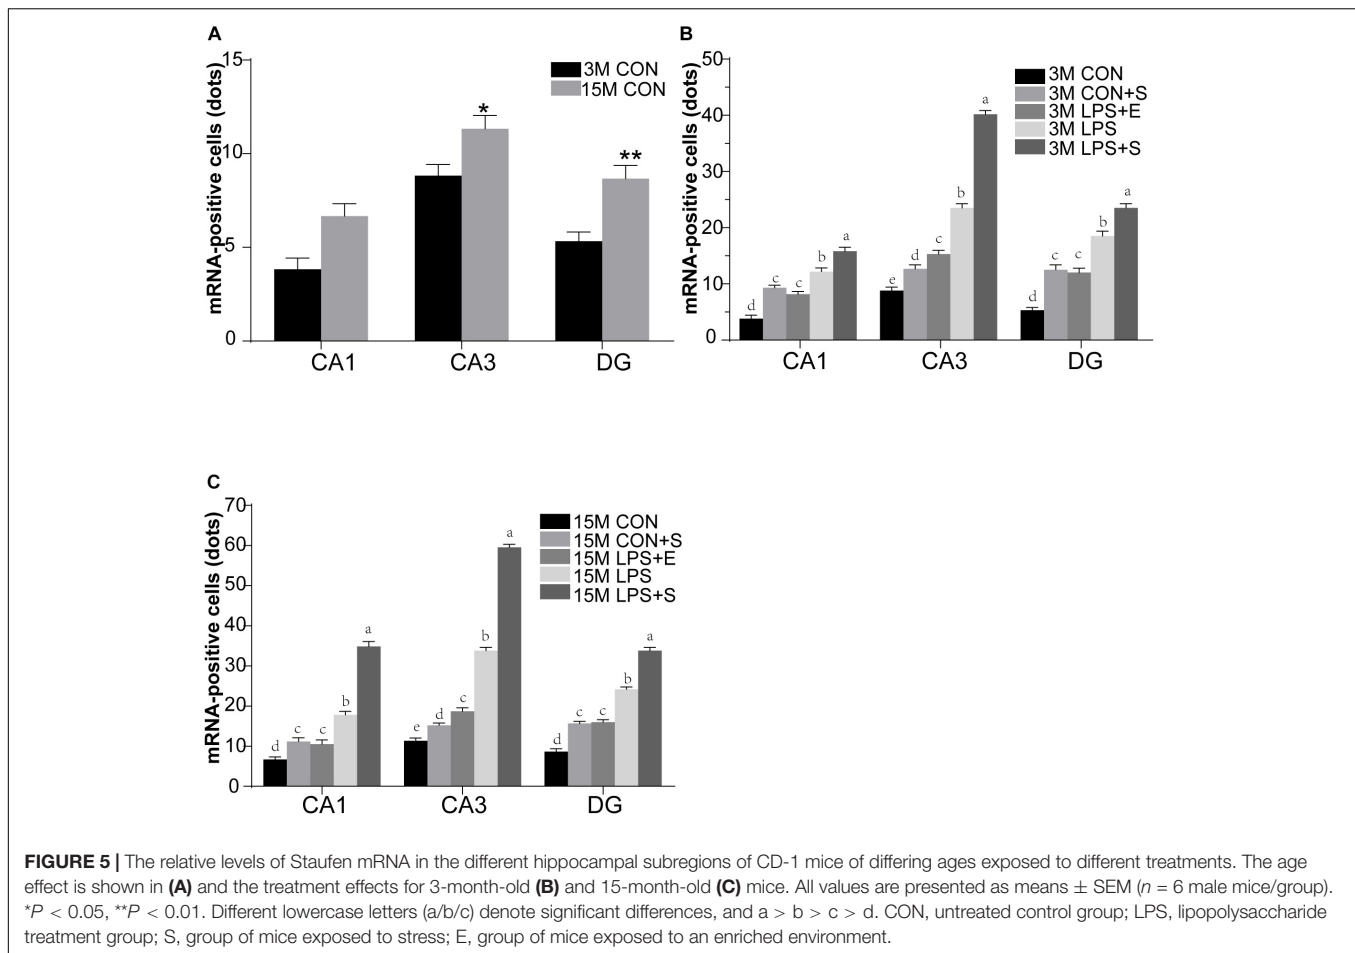 A
mRNA-positive cells (dots)
15
10
5
0
3M CON
15M CON
*
**
CA1
CA3
DG
B
mRNA-positive cells (dots)
50
40
30
20
10
0
3M CON
3M CON+S
3M LPS+E
3M LPS
3M LPS+S
d
c
c
b
a
e
d
c
b
a
d
c
c
b
a
CA1
CA3
DG
C
mRNA-positive cells (dots)
70
60
50
40
30
20
10
0
15M CON
15M CON+S
15M LPS+E
15M LPS
15M LPS+S
d
c
c
b
a
e
d
c
b
a
d
c
c
b
a
CA1
CA3
DG
FIGURE 5 | The relative levels of Staufen mRNA in the different hippocampal subregions of CD-1 mice of differing ages exposed to different treatments. The age
effect is shown in (A) and the treatment effects for 3-month-old (B) and 15-month-old (C) mice. All values are presented as means ± SEM (n = 6 male mice/group).
*P < 0.05, **P < 0.01. Different lowercase letters (a/b/c) denote significant differences, and a > b > c > d. CON, untreated control group; LPS, lipopolysaccharide
treatment group; S, group of mice exposed to stress; E, group of mice exposed to an enriched environment.